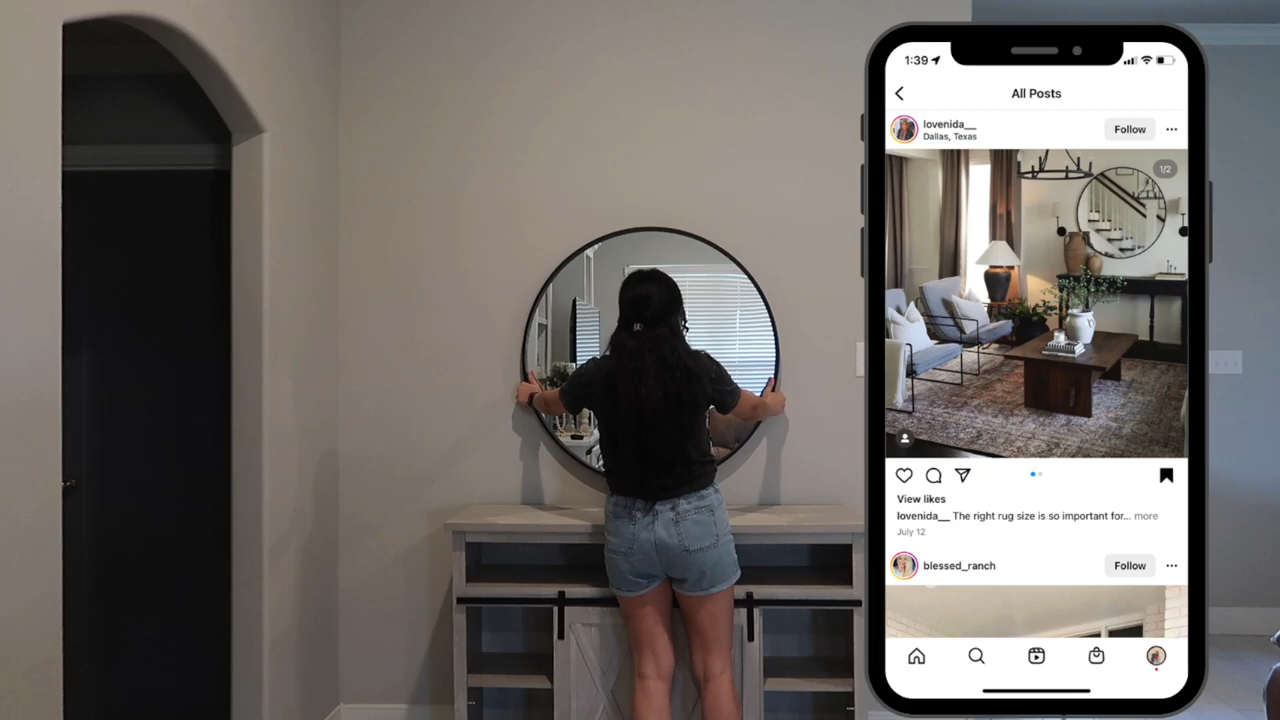 1:39
All Posts
lovenida__
Dallas, Texas
Follow
1/2
View likes
lovenida__ The right rug size is so important for... more
July 12
blessed_ranch
Follow